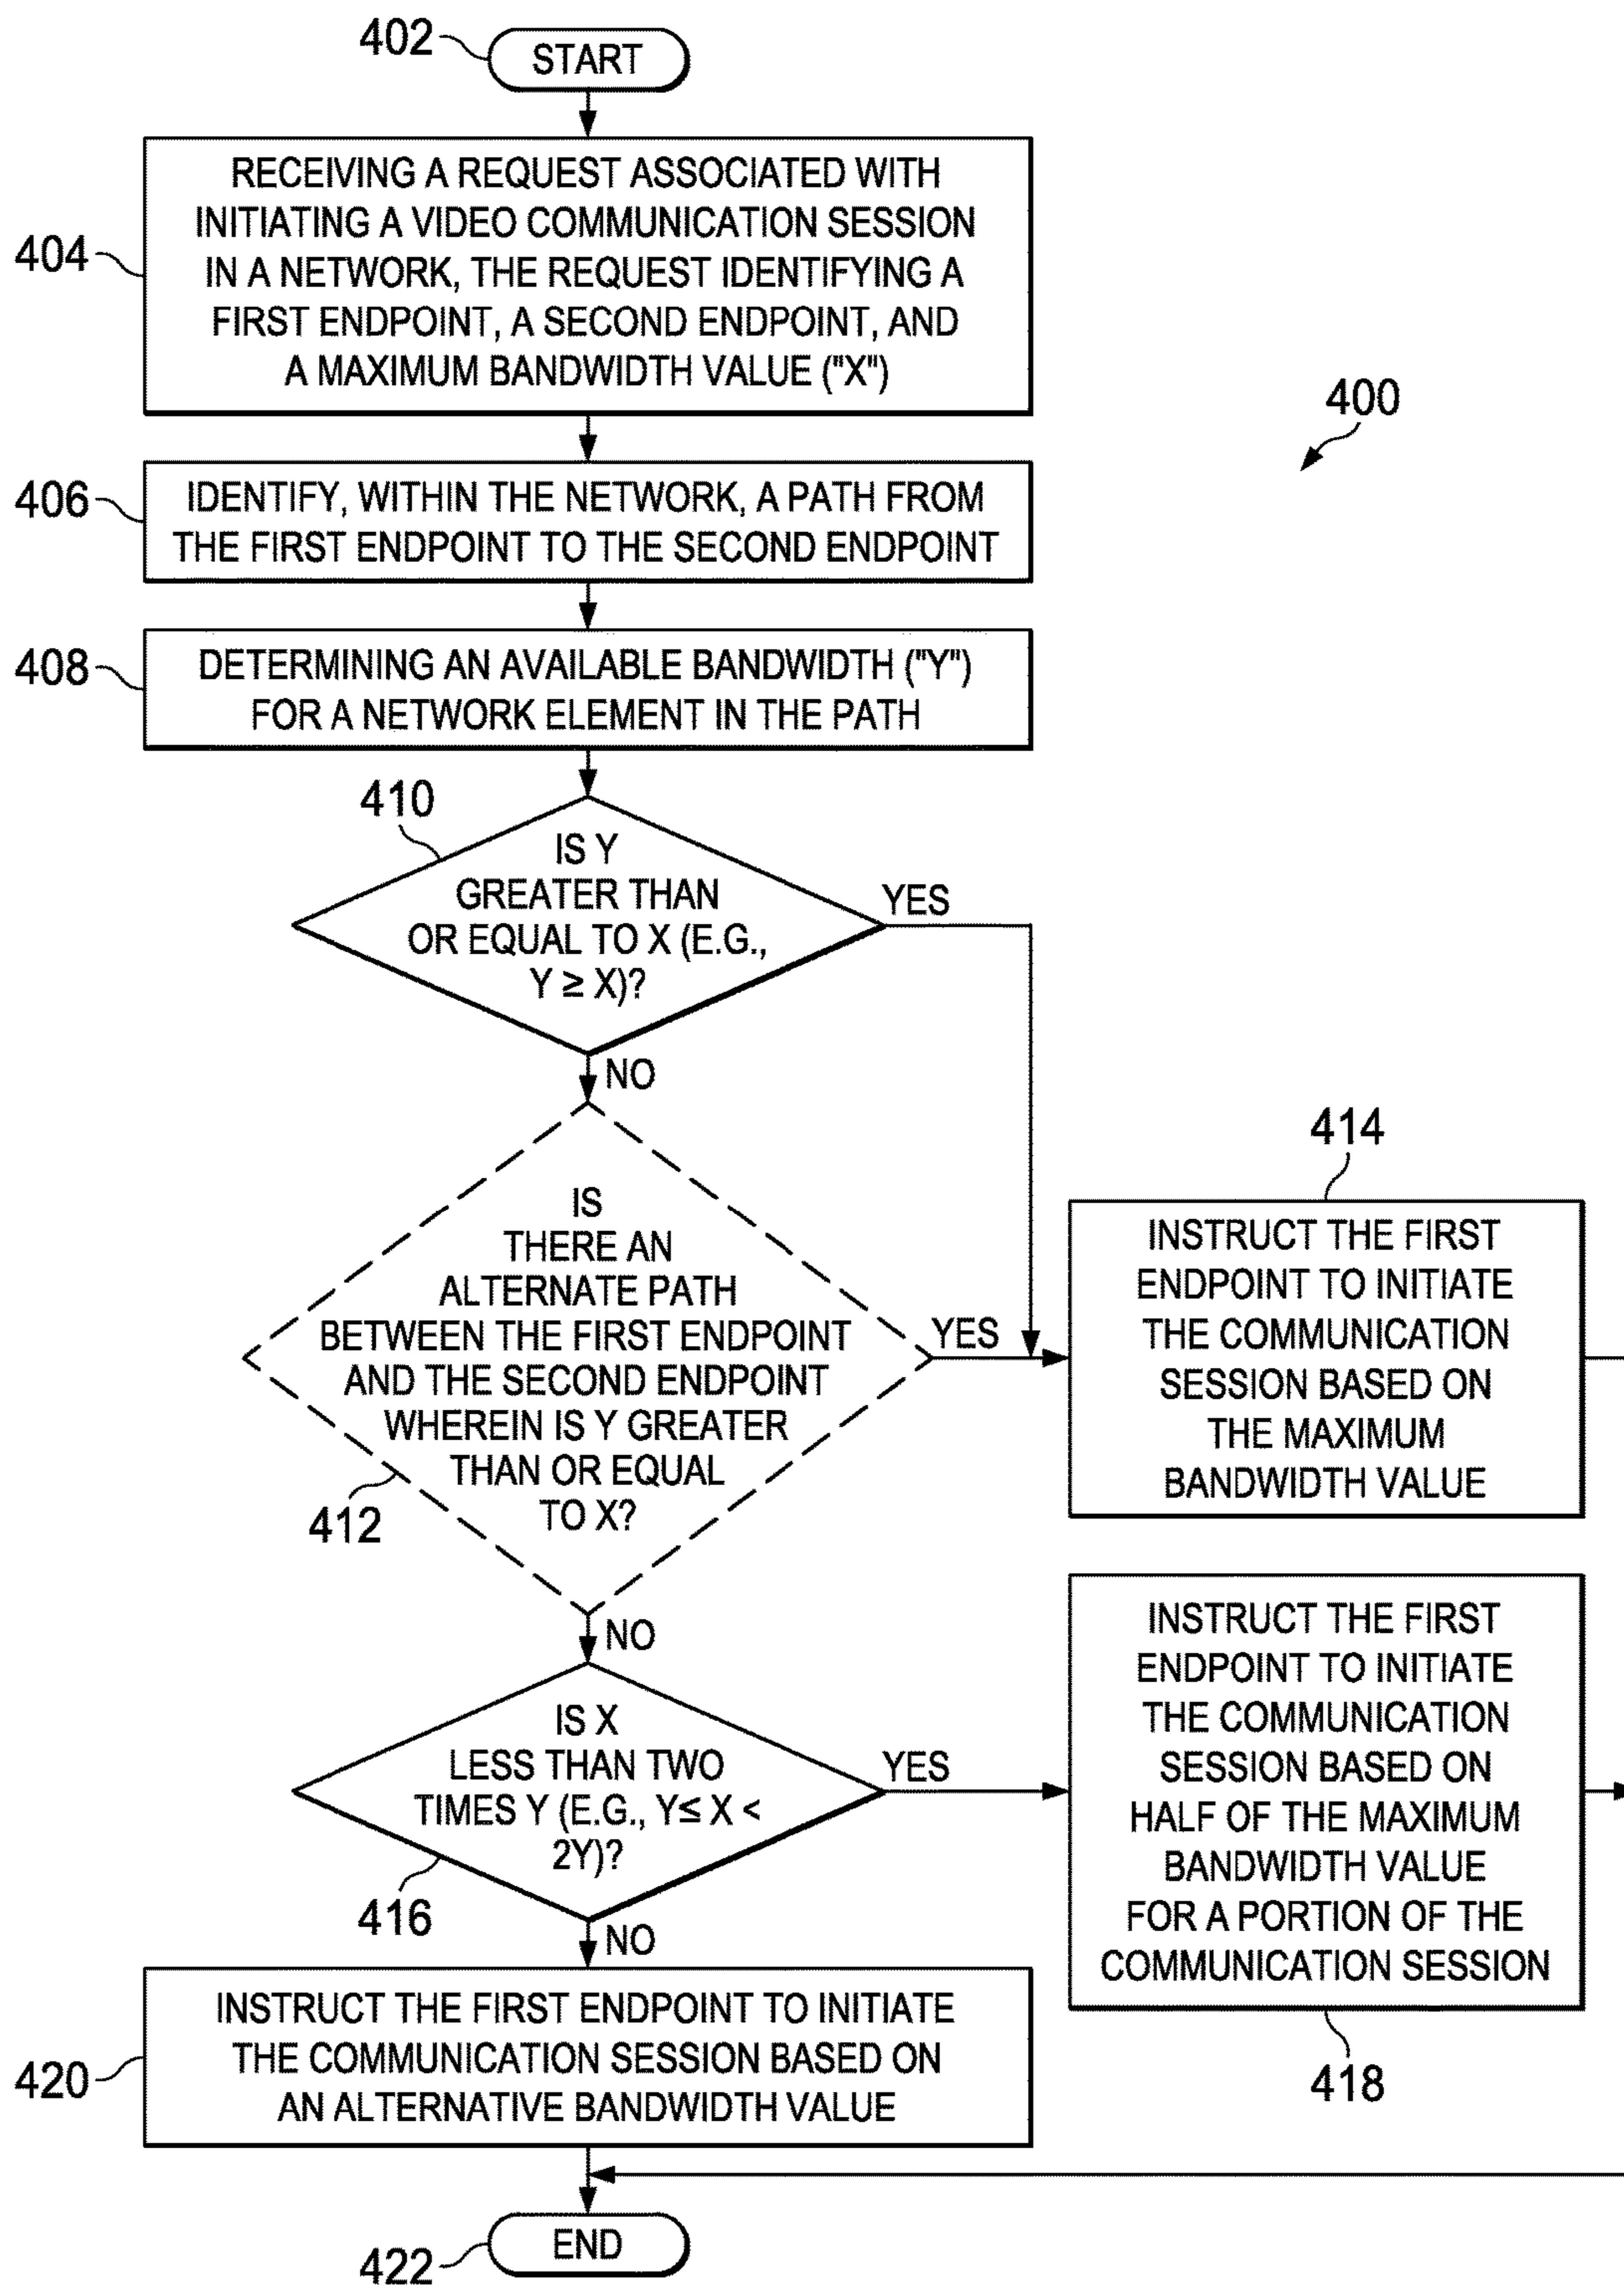 402
START
404
RECEIVING A REQUEST ASSOCIATED WITH
INITIATING A VIDEO COMMUNICATION SESSION
IN A NETWORK, THE REQUEST IDENTIFYING A
FIRST ENDPOINT, A SECOND ENDPOINT, AND
A MAXIMUM BANDWIDTH VALUE ("X")
400
406
IDENTIFY, WITHIN THE NETWORK, A PATH FROM
THE FIRST ENDPOINT TO THE SECOND ENDPOINT
408
DETERMINING AN AVAILABLE BANDWIDTH ("Y")
FOR A NETWORK ELEMENT IN THE PATH
410
IS Y
GREATER THAN
OR EQUAL TO X (E.G.,
Y ≥ X)?
YES
NO
IS
THERE AN
ALTERNATE PATH
BETWEEN THE FIRST ENDPOINT
AND THE SECOND ENDPOINT
WHEREIN IS Y GREATER
THAN OR EQUAL
TO X?
412
YES
NO
414
INSTRUCT THE FIRST
ENDPOINT TO INITIATE
THE COMMUNICATION
SESSION BASED ON
THE MAXIMUM
BANDWIDTH VALUE
IS X
LESS THAN TWO
TIMES Y (E.G., Y≤ X <
2Y)?
416
YES
NO
INSTRUCT THE FIRST
ENDPOINT TO INITIATE
THE COMMUNICATION
SESSION BASED ON
HALF OF THE MAXIMUM
BANDWIDTH VALUE
FOR A PORTION OF THE
COMMUNICATION SESSION
418
420
INSTRUCT THE FIRST ENDPOINT TO INITIATE
THE COMMUNICATION SESSION BASED ON
AN ALTERNATIVE BANDWIDTH VALUE
422
END